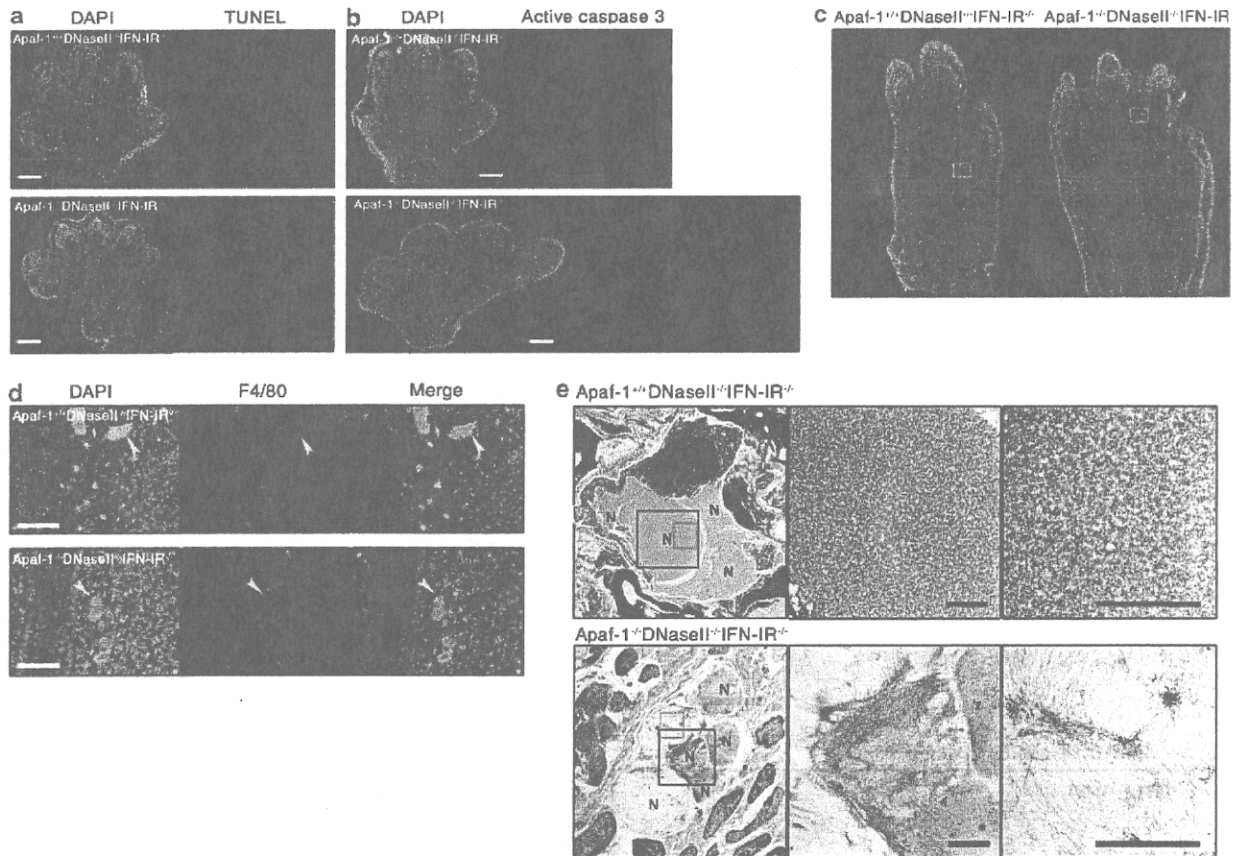 a DAPI TUNEL
b DAPI Active caspase 3
c Apaf-1+/+DNaseII-/-IFN-IR-/- Apaf-1-/-DNaseII-/-IFN-IR
Apaf-1 DNaseII IFN-IR
Apaf-1 DNaseII IFN-IR
Apaf-1 DNaseII IFN-IR
Apaf-1 DNaseII IFN-IR
d DAPI F4/80 Merge
Apaf-1 DNaseII IFN-IR
Apaf-1 DNaseII IFN-IR
e Apaf-1+/+DNaseII-/-IFN-IR-/-
N N
N
N
Apaf-1-/-DNaseII-/-IFN-IR-/-
N
N
N
N
N